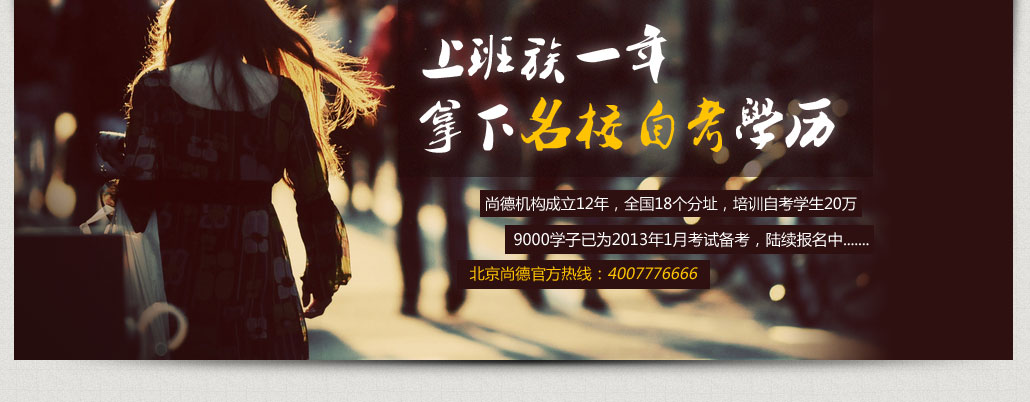 上班族一年
拿下名校自考學历
尚德机构成立12年，全国18个分址，培训自考学生20万
9000学子已为2013年1月考试备考，陆续报名中.......
北京尚德官方热线：4007776666